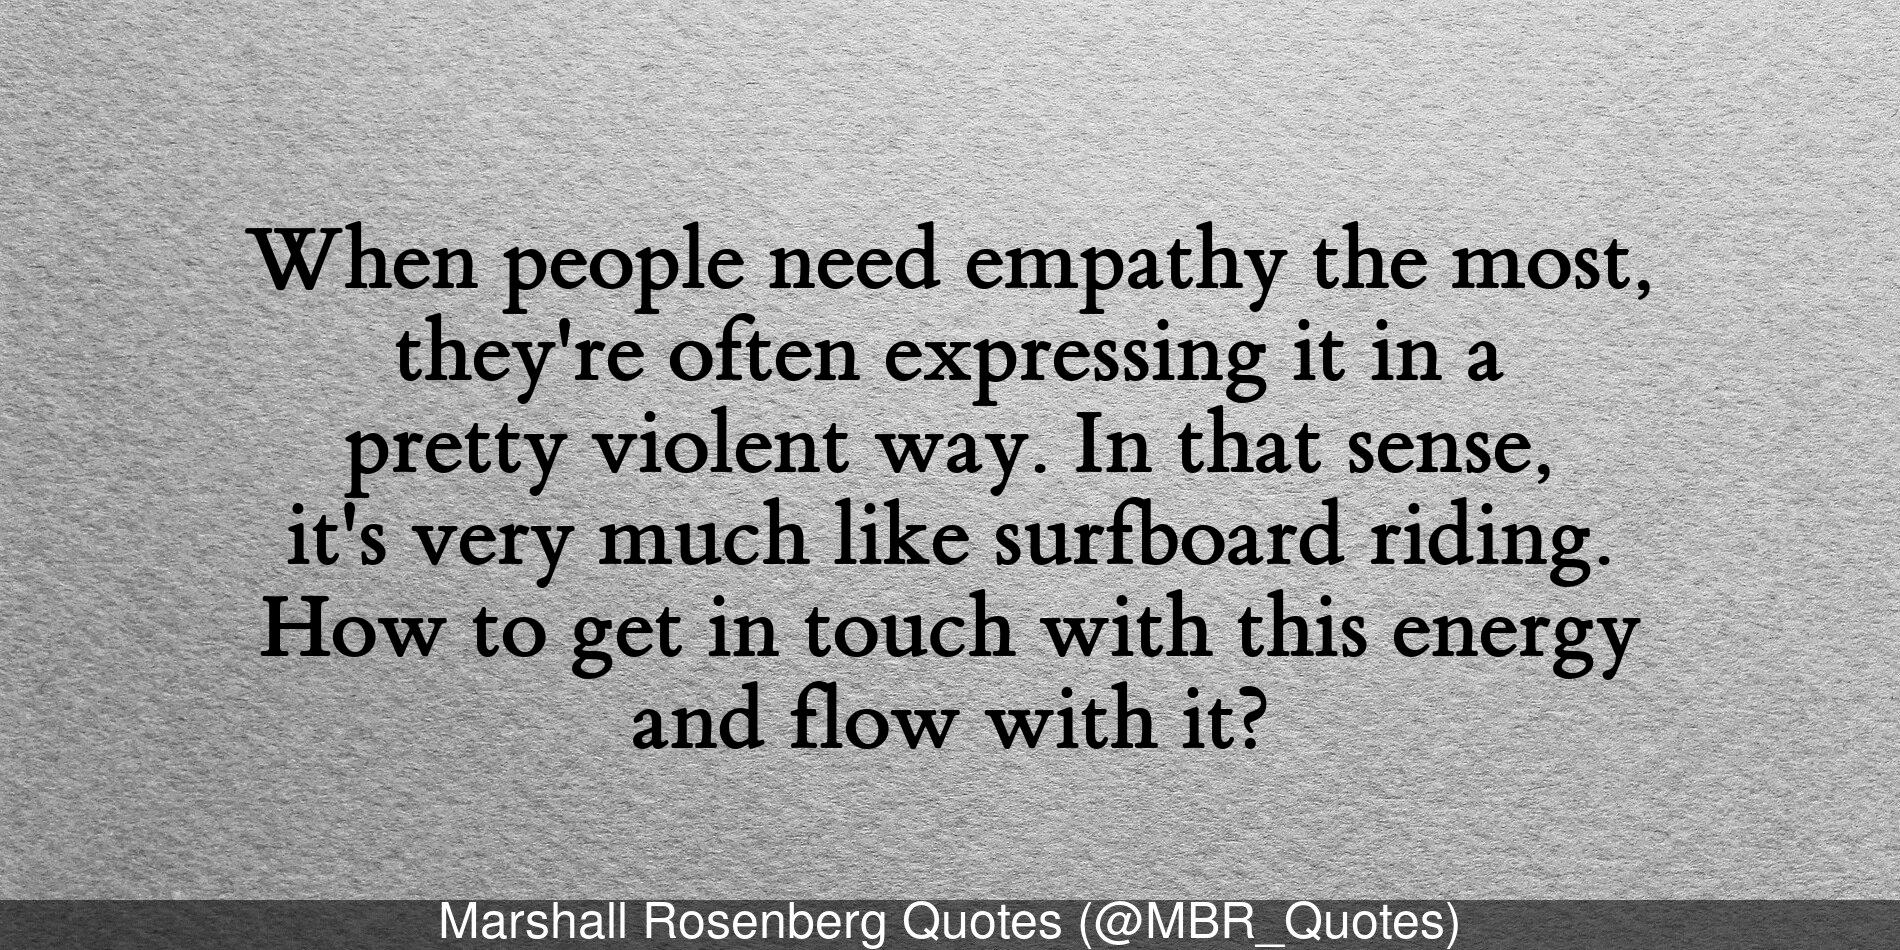 When people need empathy the most,
they're often expressing it in a
pretty violent way. In that sense,
it's very much like surfboard riding.
How to get in touch with this energy
and flow with it?
Marshall Rosenberg Quotes (@MBR_Quotes)